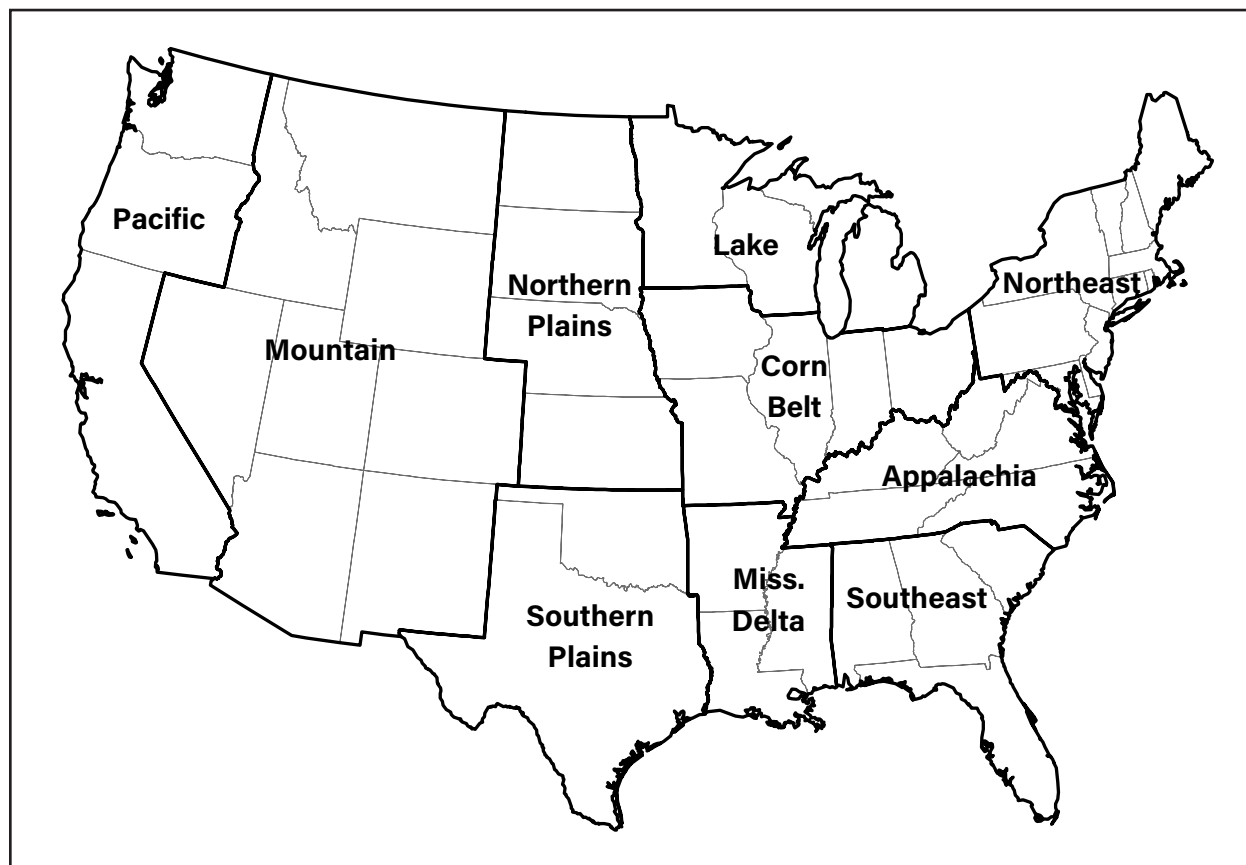 Pacific
Mountain
Northern
Plains
Lake
Northeast
Corn
Belt
Appalachia
Southern
Plains
Miss.
Delta
Southeast